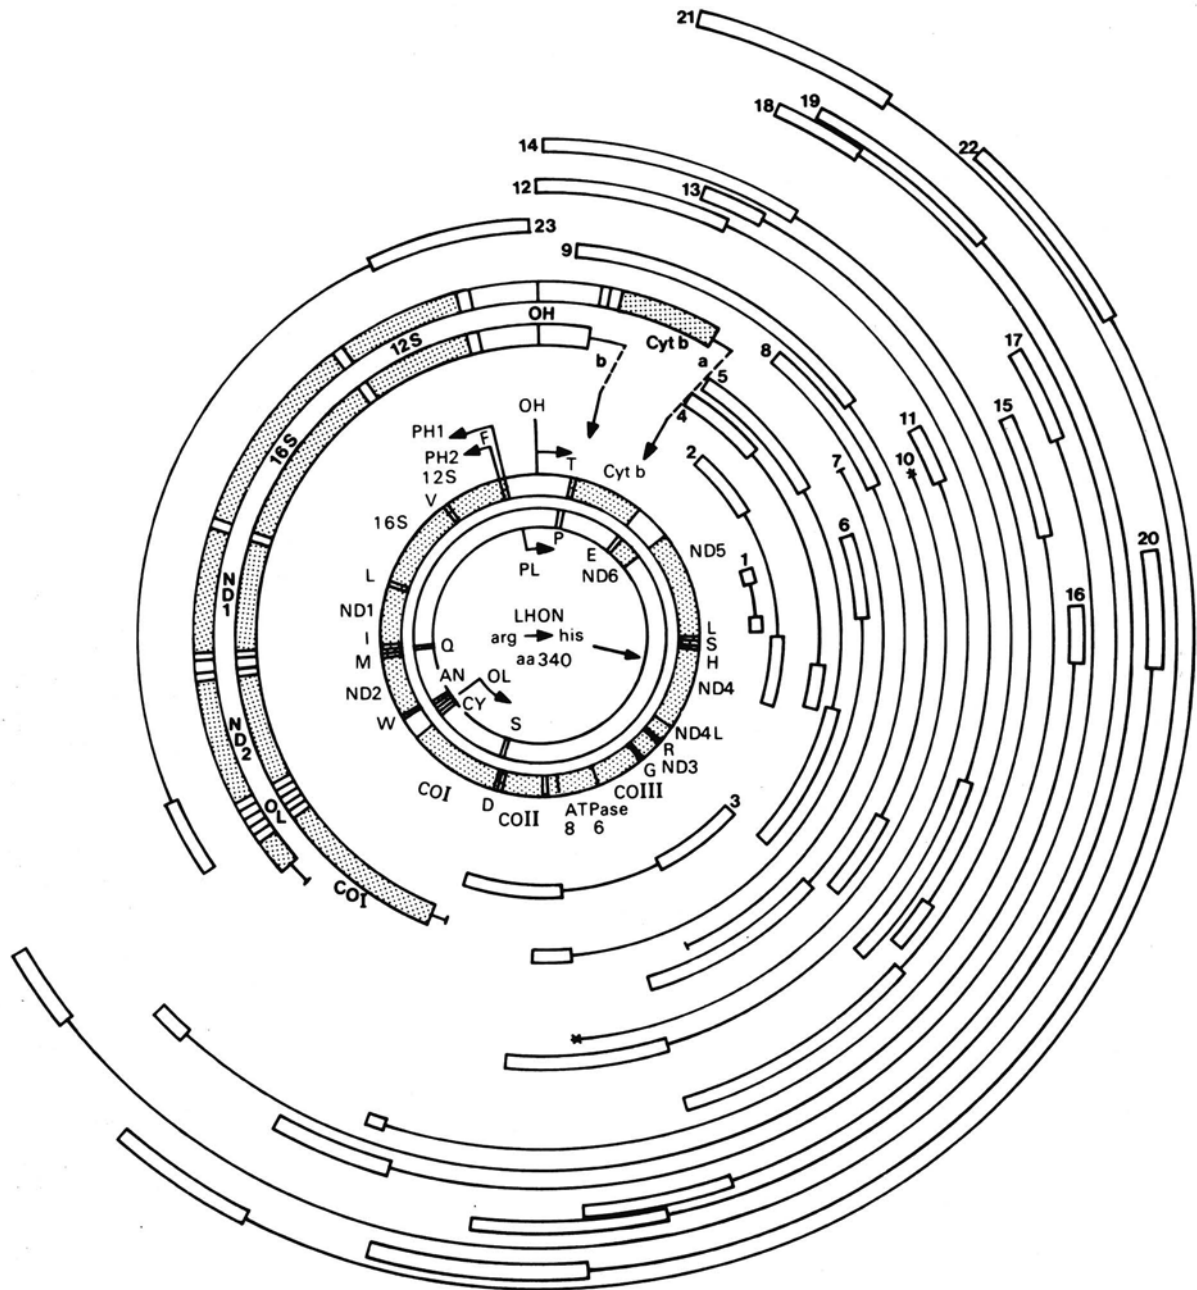 21
18 19
22
14
12
13
23
9
OH
Cyt b
12S
b
a
8
5
4
17
15
11
10
7
16S
OH
PH1
F
PH2
T
Cyt b
2
12S
V
16S
6
20
P
E
ND5
PL
ND6
1
16
L
ND1
ND1
LHON
arg → his
aa 340
L
S
H
I
M
Q
AN
OL
ND4
ND2
CY
W
S
ND4L
R
ND3
G
ND2
COI
D
COII
ATPase
8 6
COIII
3
OL
COI